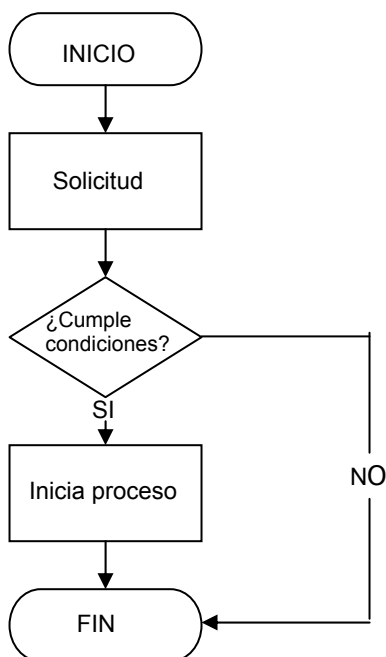 INICIO
Solicitud
¿Cumple
condiciones?
SI
Inicia proceso
NO
FIN